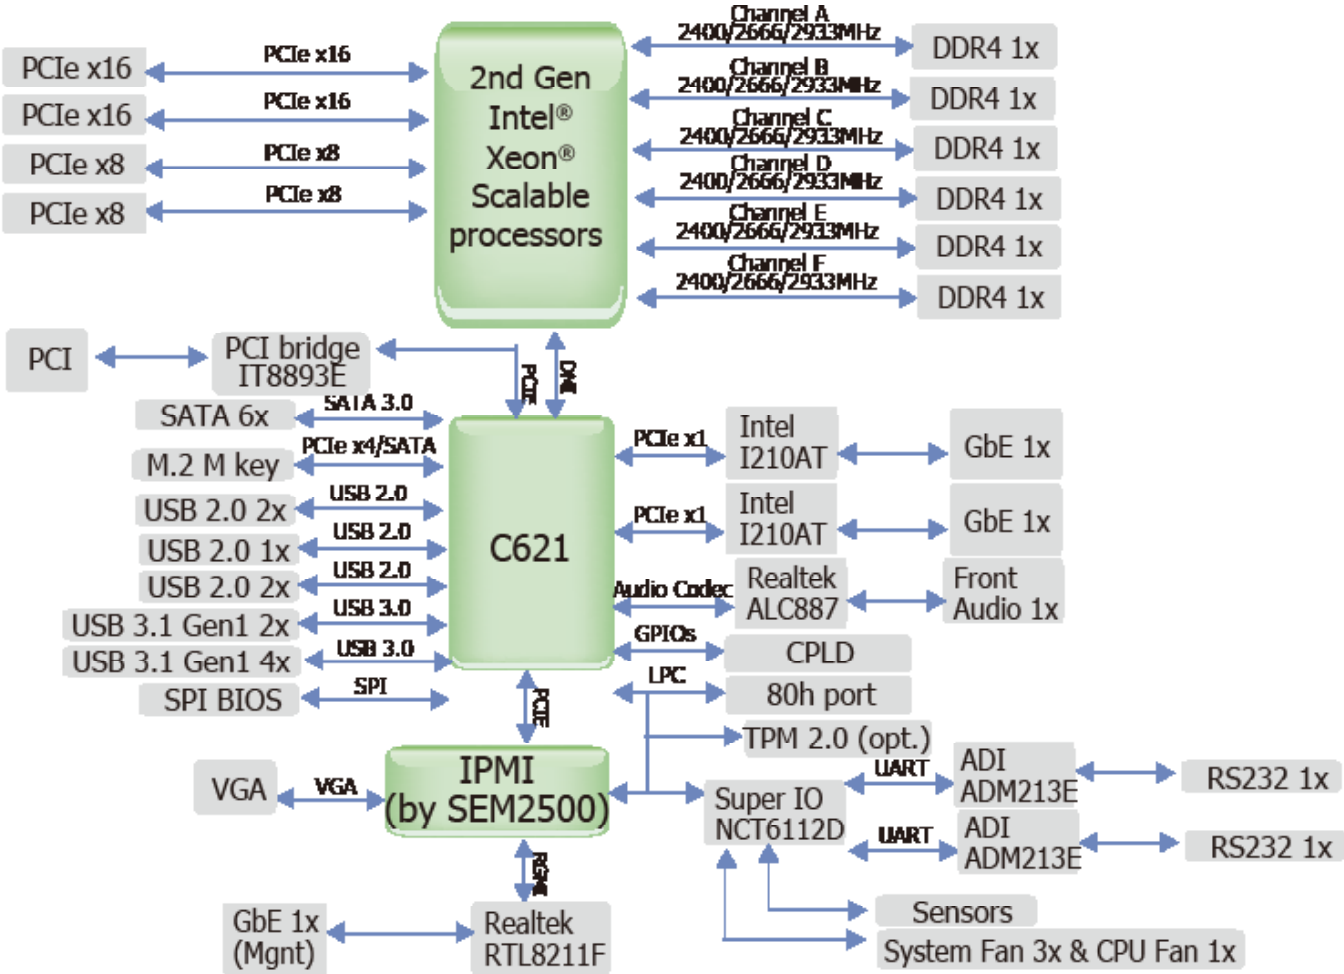 Channel A
2400/2666/2933MHz
PCIe x16
PCIe x16
DDR4 1x
2nd Gen
Intel®
Xeon®
Scalable
processors
PCIe x16
PCIe x16
Channel B
2400/2666/2933MHz
DDR4 1x
PCIe x8
PCIe x8
Channel C
2400/2666/2933MHz
DDR4 1x
PCIe x8
PCIe x8
Channel D
2400/2666/2933MHz
DDR4 1x
Channel E
2400/2666/2933MHz
DDR4 1x
Channel F
2400/2666/2933MHz
DDR4 1x
PCI
PCI bridge
IT8893E
PCIE
DMI
SATA 6x
SATA 3.0
M.2 M key
PCIe x4/SATA
USB 2.0 2x
USB 2.0
USB 2.0 1x
USB 2.0
USB 2.0 2x
USB 2.0
USB 3.1 Gen1 2x
USB 3.0
USB 3.1 Gen1 4x
USB 3.0
SPI BIOS
SPI
C621
PCIe x1
Intel
I210AT
GbE 1x
PCIe x1
Intel
I210AT
GbE 1x
Audio Codec
Realtek
ALC887
Front
Audio 1x
GPIOs
CPLD
LPC
80h port
TPM 2.0 (opt.)
PCIE
VGA
VGA
IPMI
(by SEM2500)
Super IO
NCT6112D
UART
ADI
ADM213E
RS232 1x
UART
ADI
ADM213E
RS232 1x
RGMII
GbE 1x
(Mgnt)
Realtek
RTL8211F
Sensors
System Fan 3x & CPU Fan 1x